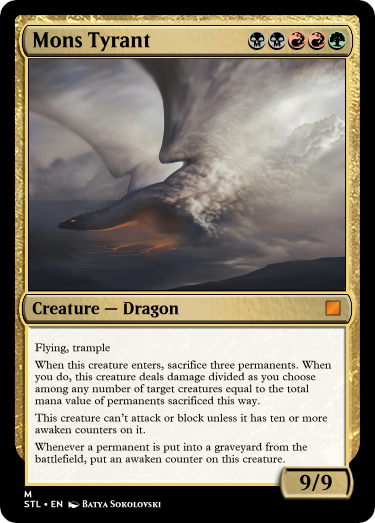 Mons Tyrant
Creature — Dragon
Flying, trample
When this creature enters, sacrifice three permanents. When
you do, this creature deals damage divided as you choose
among any number of target creatures equal to the total
mana value of permanents sacrificed this way.
This creature can't attack or block unless it has ten or more
awaken counters on it.
Whenever a permanent is put into a graveyard from the
battlefield, put an awaken counter on this creature.
9/9
M
STL • EN Batya Sokolovski